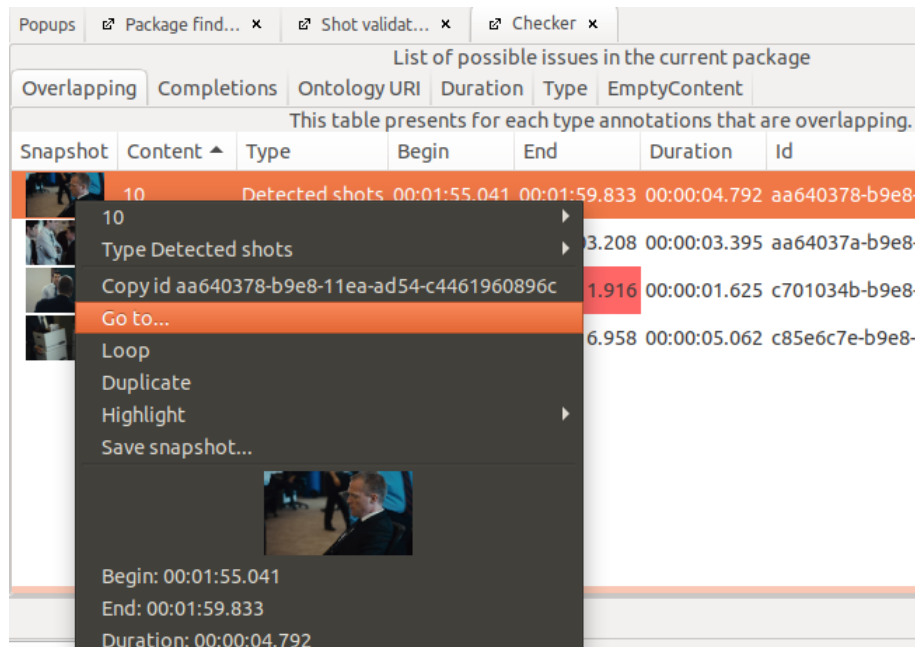 Popups Package find... × Shot validat... × Checker ×
List of possible issues in the current package
Overlapping Completions Ontology URI Duration Type EmptyContent
This table presents for each type annotations that are overlapping.
Snapshot Content Type Begin End Duration Id
10 Detected shots 00:01:55.041 00:01:59.833 00:00:04.792 aa640378-b9e8-
3.208 00:00:03.395 aa64037a-b9e8-
1.916 00:00:01.625 c701034b-b9e8-
6.958 00:00:05.062 c85e6c7e-b9e8-
10
Type Detected shots
Copy id aa640378-b9e8-11ea-ad54-c4461960896c
Go to...
Loop
Duplicate
Highlight
Save snapshot...
Begin: 00:01:55.041
End: 00:01:59.833
Duration: 00:00:04.792